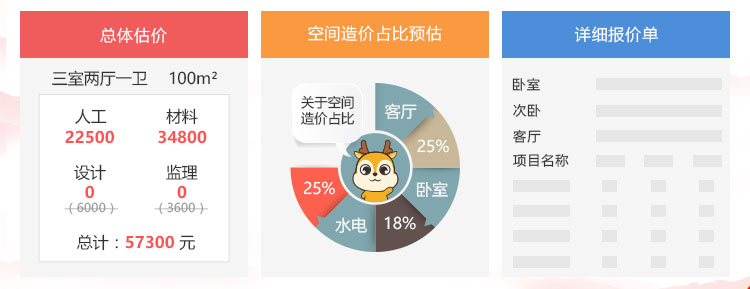 总体估价
三室两厅一卫 100m²
人工 材料
22500 34800
设计 监理
0 0
(6000) (3600)
总计：57300 元
空间造价占比预估
关于空间
造价占比
客厅
25%
卧室
18%
水电
25%
详细报价单
卧室
次卧
客厅
项目名称